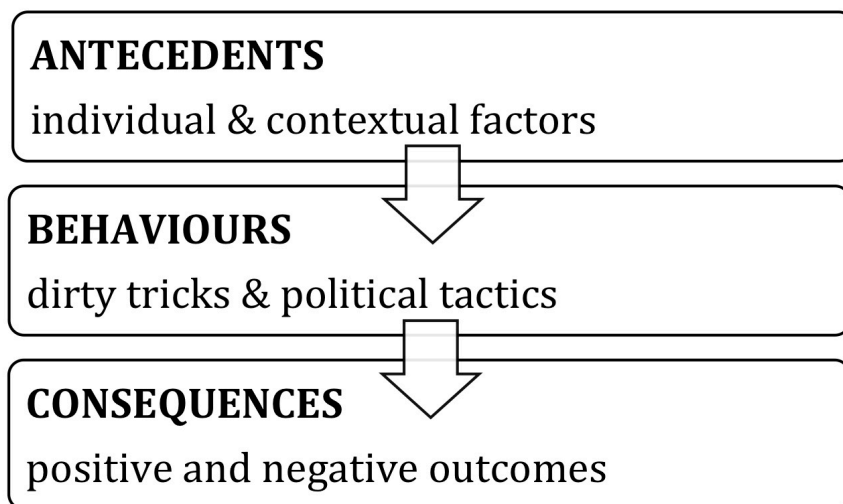 ANTECEDENTS
individual & contextual factors
BEHAVIOURS
dirty tricks & political tactics
CONSEQUENCES
positive and negative outcomes